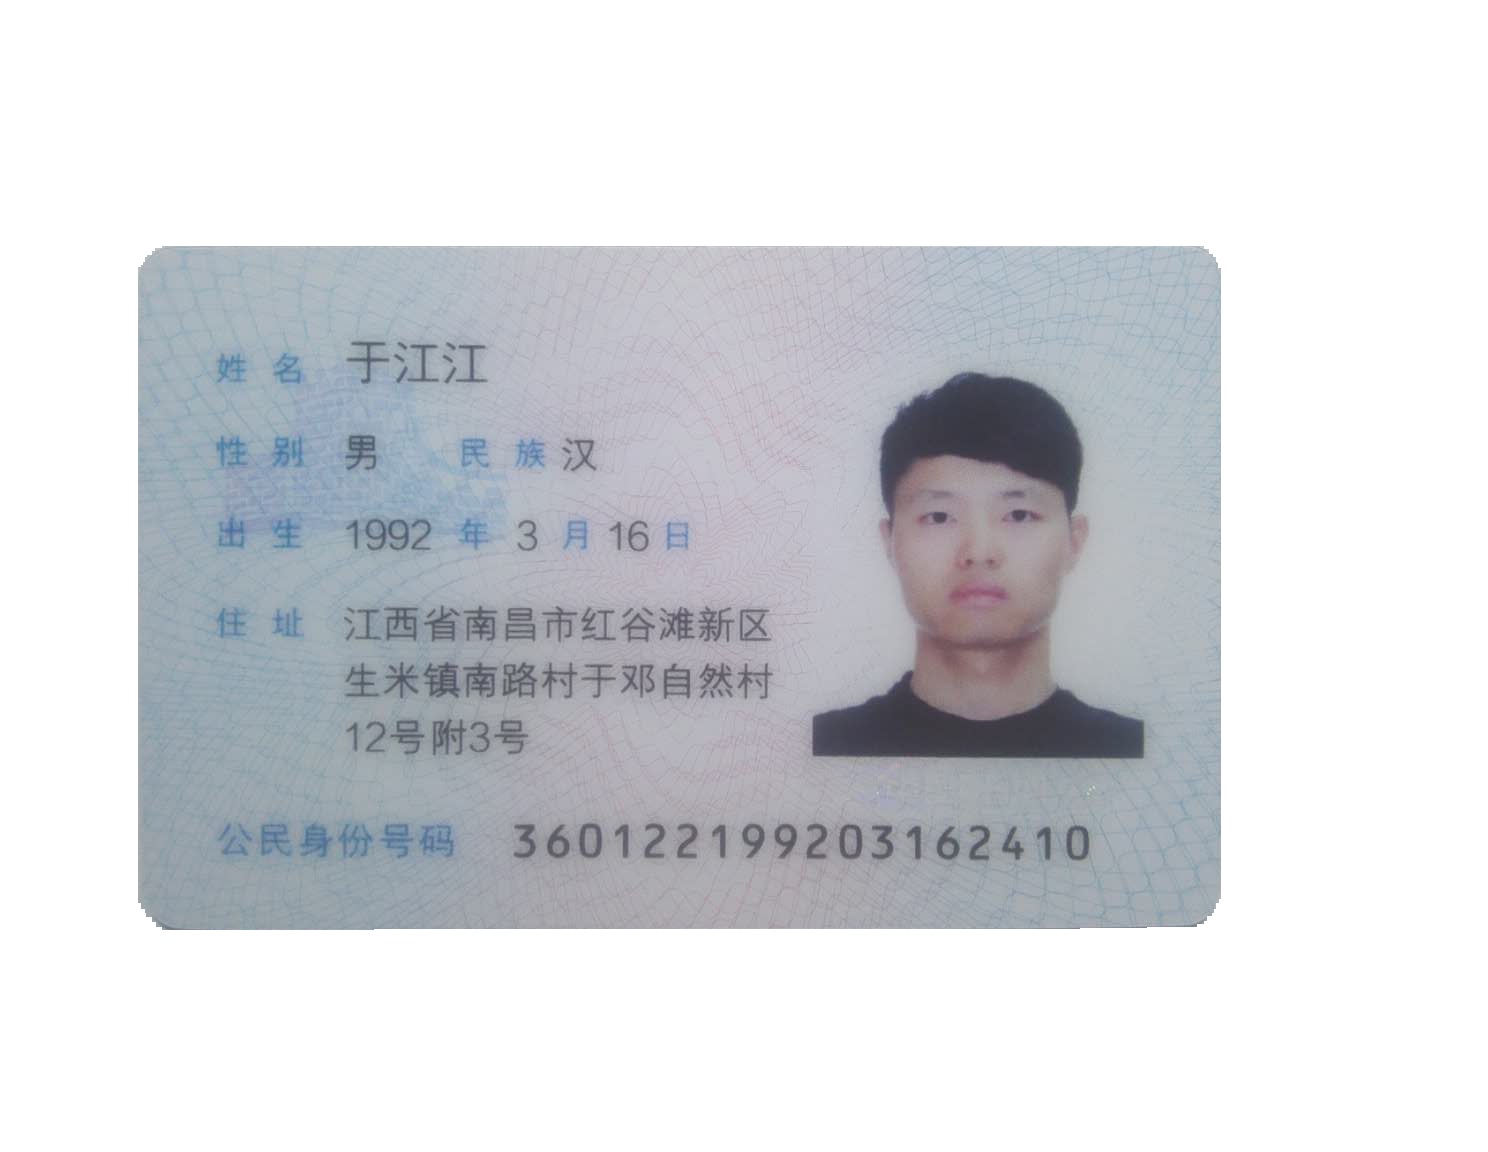 姓名 于江江
性别 男 民族 汉
出生 1992 年 3 月 16 日
住址 江西省南昌市红谷滩新区
生米镇南路村于邓自然村
12号附3号
公民身份号码 360122199203162410